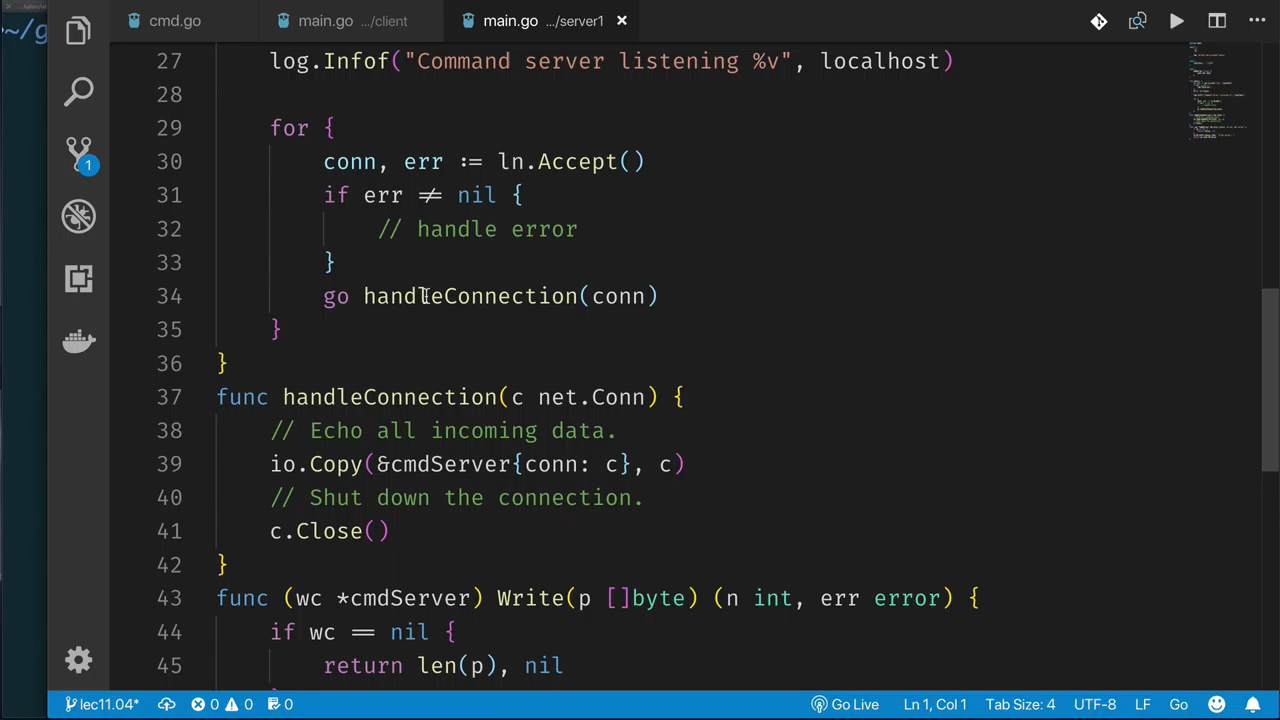 ~/g
cmd.go
main.go .../client
main.go .../server1
27 log.Infof("Command server listening %v", localhost)
28
29 for {
30 conn, err := ln.Accept()
31 if err ≠ nil {
32 // handle error
33 }
34 go handleConnection(conn)
35 }
36 }
37 func handleConnection(c net.Conn) {
38 // Echo all incoming data.
39 io.Copy(&cmdServer{conn: c}, c)
40 // Shut down the connection.
41 c.Close()
42 }
43 func (wc *cmdServer) Write(p []byte) (n int, err error) {
44 if wc == nil {
45 return len(p), nil
1
lec11.04* 0 0 0 Go Live Ln 1, Col 1 Tab Size: 4 UTF-8 LF Go